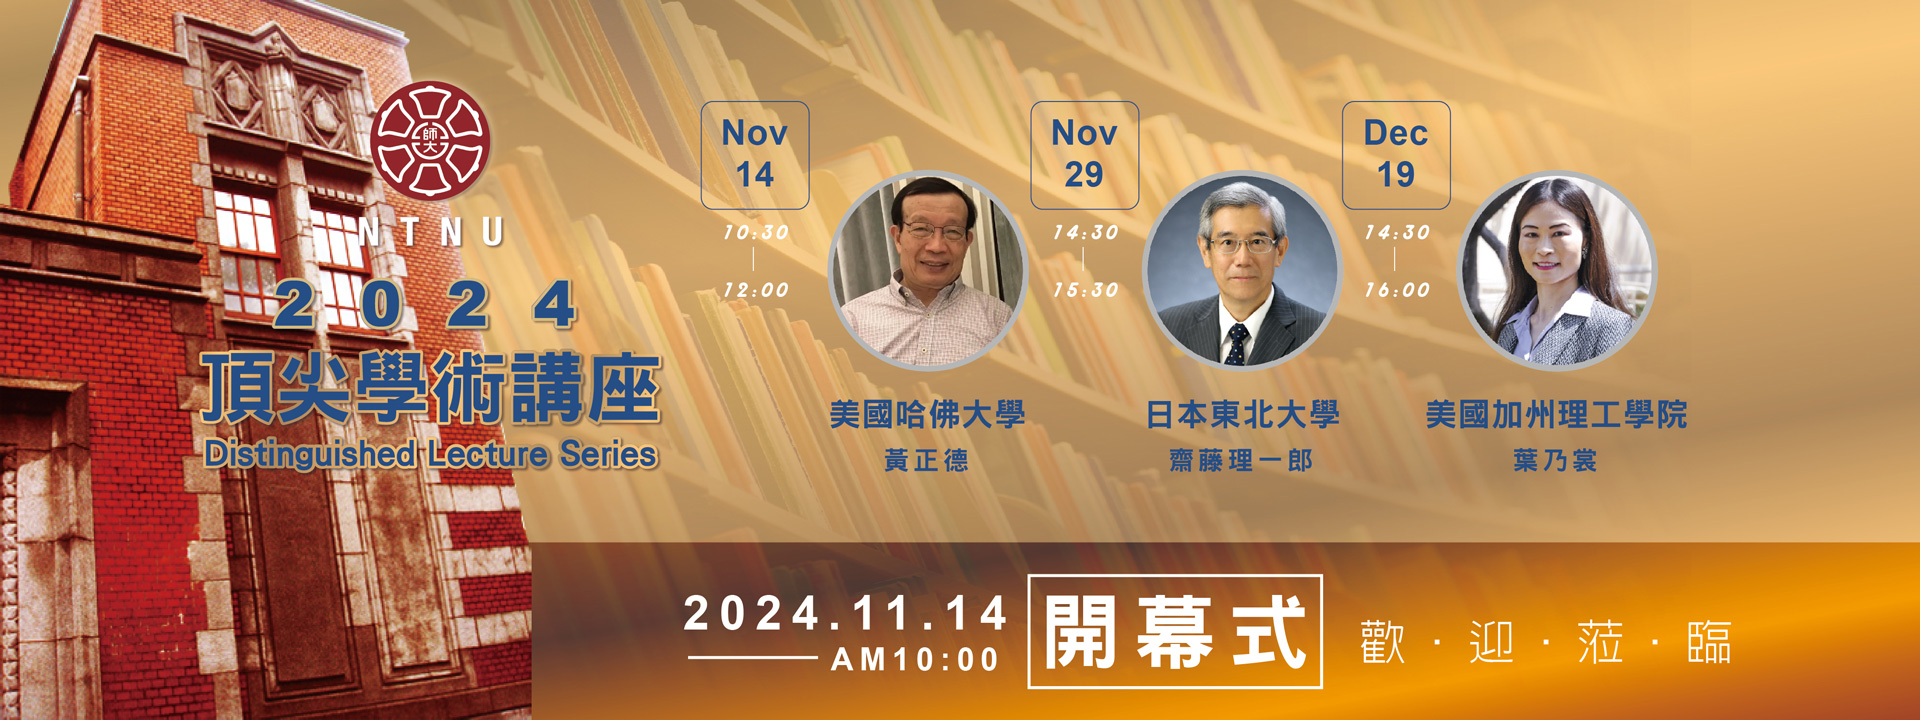 師大
NTNU
2024
頂尖學術講座
Distinguished Lecture Series
Nov
14
10:30
12:00
美國哈佛大學
黃正德
Nov
29
14:30
15:30
日本東北大學
齋藤理一郎
Dec
19
14:30
16:00
美國加州理工學院
葉乃裳
2024.11.14
AM10:00
開幕式
歡·迎·蒞·臨